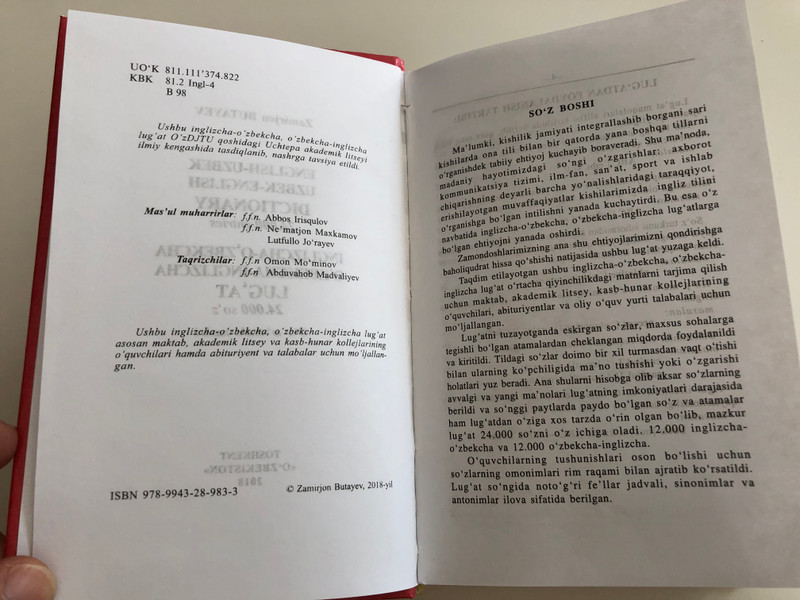 UO‘K 811.111’374.822
KBK 81.2 Ingl-4
B 98
Ushbu inglizcha-o‘zbekcha, o‘zbekcha-inglizcha
lug‘at O‘zDJTU qoshidagi Uchtepa akademik litseyi
ilmiy kengashida tasdiqlanib, nashrga tavsiya etildi.
Mas’ul muharrirlar: f.f.n. Abbos Irisqulov
f.f.n. Ne’matjon Maxkamov
Lutfullo Jo‘rayev
Taqrizchilar: f.f.n Omon Mo‘minov
f.f.n Abduvahob Madvaliyev
Ushbu inglizcha-o‘zbekcha, o‘zbekcha-inglizcha lug‘at
asosan maktab, akademik litsey va kasb-hunar kollejlarining
o‘quvchilari hamda abituriyent va talabalar uchun mo‘ljallan-
gan.
ISBN 978-9943-28-983-3
© Zamirjon Butayev, 2018-yil
SO‘Z BOSHI
Ma’lumki, kishilik jamiyati integrallashib borgani sari
kishilarda ona tili bilan bir qatorda yana boshqa tillarni
o‘rganishdek tabiiy ehtiyoj kuchayib boraveradi. Shu ma’noda,
madaniy hayotimizdagi so‘ngi o‘zgarishlar: axborot
kommunikatsiya tizimi, ilm-fan, san’at, sport va ishlab
chiqarishning deyarli barcha yo‘nalishlaridagi taraqqiyot,
erishilayotgan muvaffaqiyatlar kishilarimizda ingliz tilini
o‘rganishga bo‘lgan intilishni yanada kuchaytirdi. Bu esa o‘z
navbatida inglizcha-o‘zbekcha, o‘zbekcha-inglizcha lug‘atlarga
bo‘lgan ehtiyojni yanada oshirdi.
Zamondoshlarimizning ana shu ehtiyojlarimizni qondirishga
baholiqudrat hissa qo‘shishi natijasida ushbu lug‘at yuzaga keldi.
Taqdim etilayotgan ushbu inglizcha-o‘zbekcha, o‘zbekcha-
inglizcha lug‘at o‘rtacha qiyinchilikdagi matnlarni tarjima qilish
uchun maktab, akademik litsey, kasb-hunar kollejlarining
o‘quvchilari, abituriyentlar va oliy o‘quv yurti talabalari uchun
mo‘ljallangan.
Lug‘atni tuzayotganda eskirgan so‘zlar, maxsus sohalarga
tegishli bo‘lgan atamalardan cheklangan miqdorda foydalanildi
va kiritildi. Tildagi so‘zlar doimo bir xil turmasdan vaqt o‘tishi
bilan ularning ko‘pchiligida ma’no tushishi yoki o‘zgarishi
holatlari yuz beradi. Ana shularni hisobga olib aksar so‘zlarning
avvalgi va yangi ma’nolari lug‘atning imkoniyatlari darajasida
berildi va so‘nggi paytlarda paydo bo‘lgan so‘z va atamalar
ham lug‘atdan o‘ziga xos tarzda o‘rin olgan bo‘lib, mazkur
lug‘at 24.000 so‘zni o‘z ichiga oladi. 12.000 inglizcha-
o‘zbekcha va 12.000 o‘zbekcha-inglizcha.
O‘quvchilarning tushunishlari oson bo‘lishi uchun
so‘zlarning omonimlari rim raqami bilan ajratib ko‘rsatildi.
Lug‘at so‘ngida noto‘g‘ri fe’llar jadvali, sinonimlar va
antonimlar ilova sifatida berilgan.